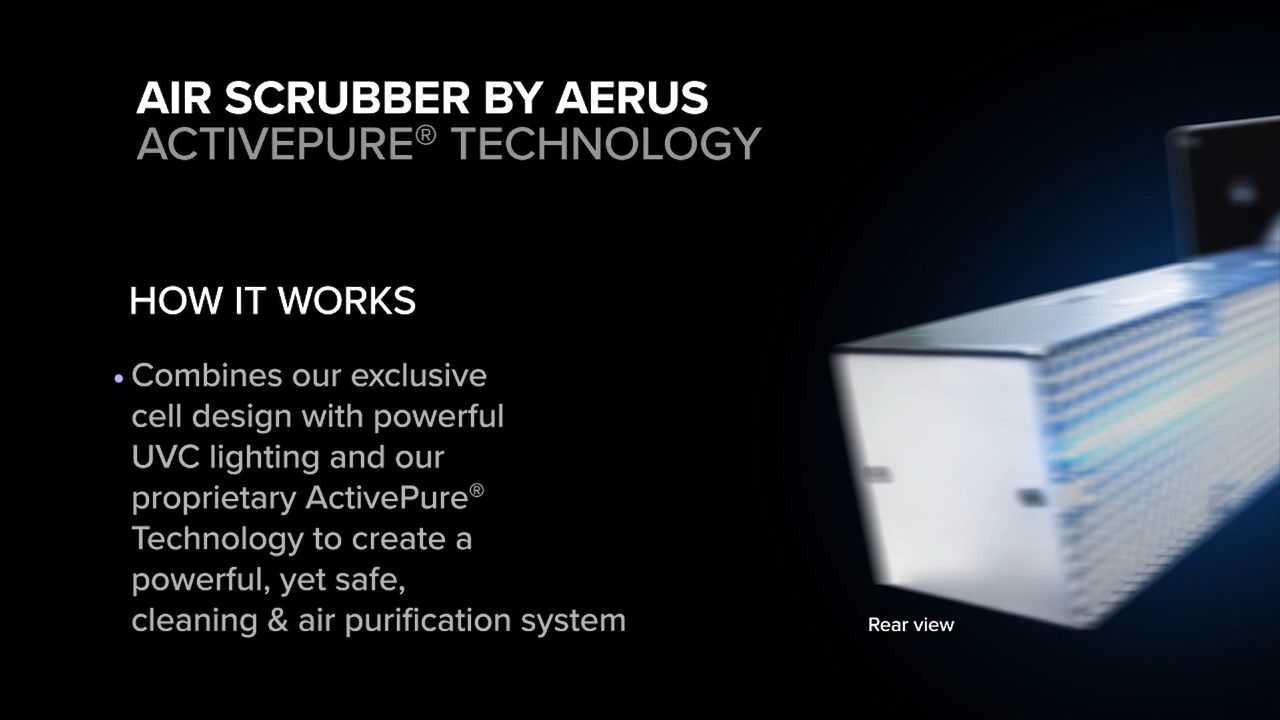 AIR SCRUBBER BY AERUS
ACTIVEPURE® TECHNOLOGY
HOW IT WORKS
• Combines our exclusive
cell design with powerful
UVC lighting and our
proprietary ActivePure®
Technology to create a
powerful, yet safe,
cleaning & air purification system
Rear view